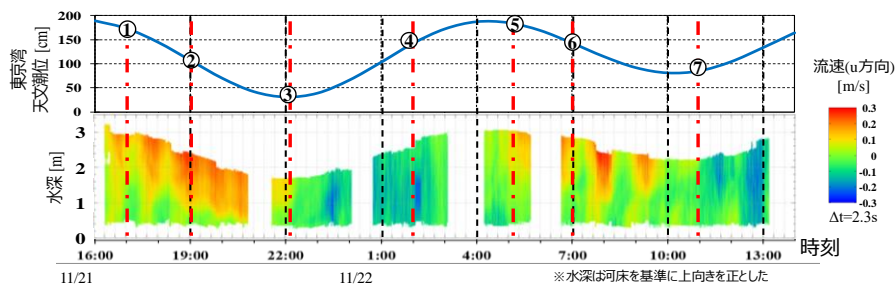 東京湾
天文潮位 [cm]
200
150
100
50
0
① ② ③ ④ ⑤ ⑥ ⑦
水深 [m]
3
2
1
0
流速(u方向)
[m/s]
0.3
0.2
0.1
0
-0.1
-0.2
-0.3
Δt=2.3s
16:00 19:00 22:00 1:00 4:00 7:00 10:00 13:00 時刻
11/21 11/22 ※水深は河床を基準に上向きを正とした